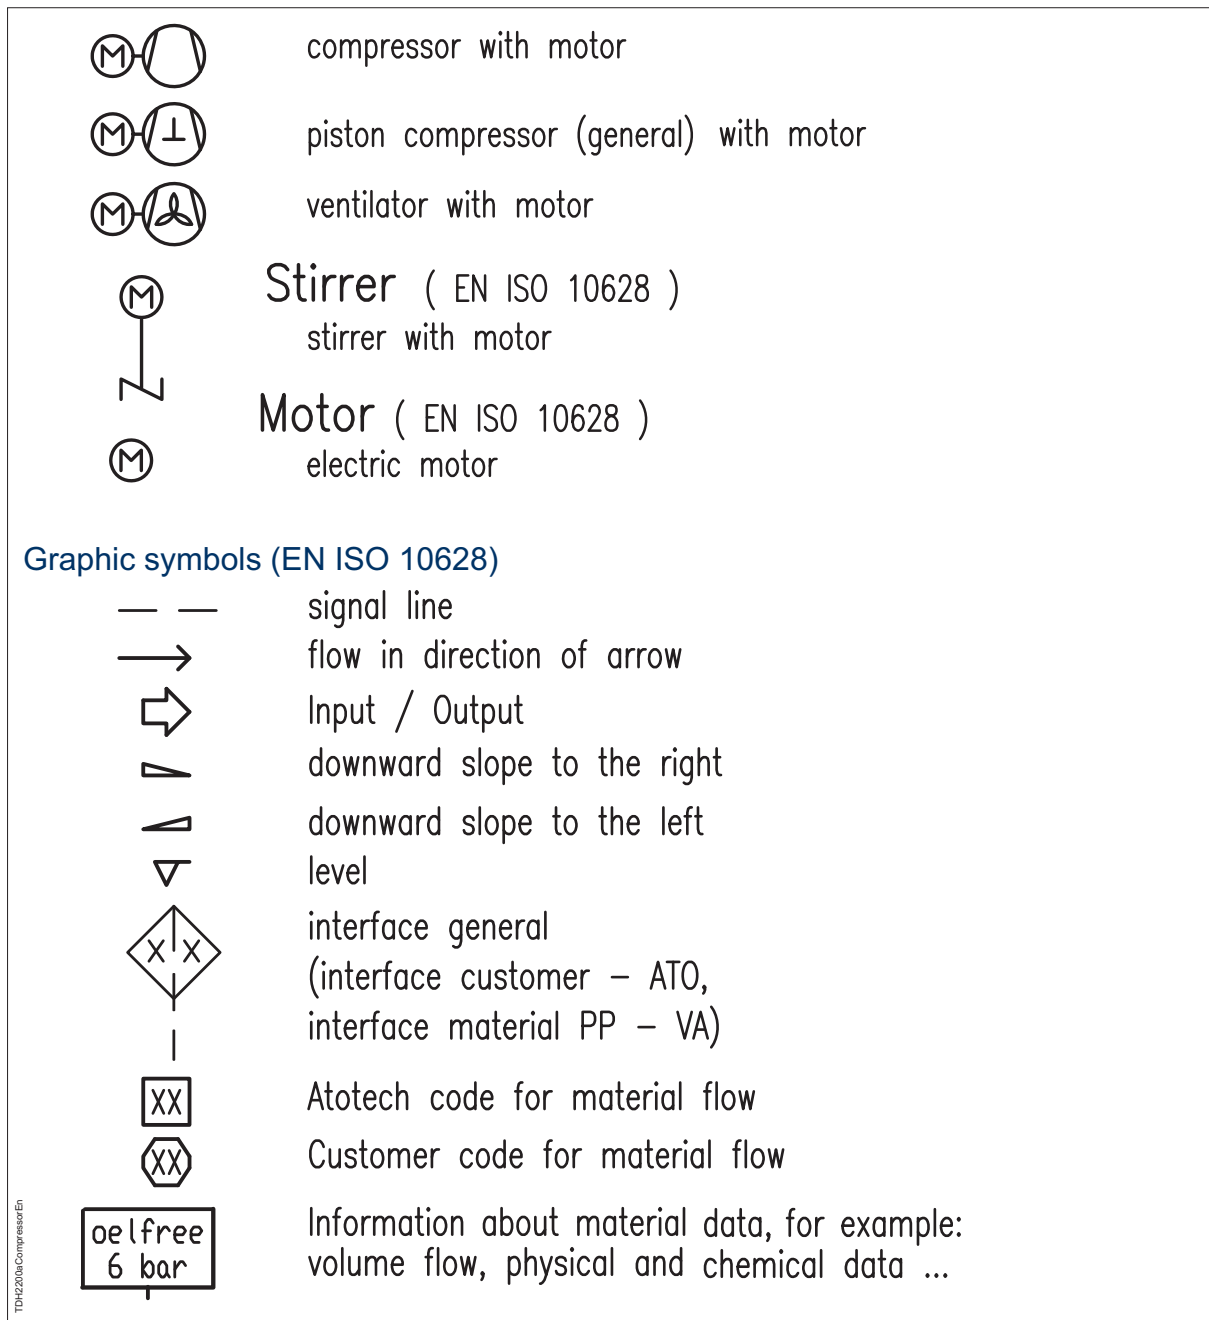 M compressor with motor
M piston compressor (general) with motor
M ventilator with motor
M Stirrer ( EN ISO 10628 )
stirrer with motor
Motor ( EN ISO 10628 )
M electric motor
Graphic symbols (EN ISO 10628)
signal line
flow in direction of arrow
Input / Output
downward slope to the right
downward slope to the left
level
interface general
X X
(interface customer – ATO,
interface material PP – VA)
XX Atotech code for material flow
XX Customer code for material flow
oelfree
6 bar
Information about material data, for example:
volume flow, physical and chemical data ...
TDH2200aCompressorEn